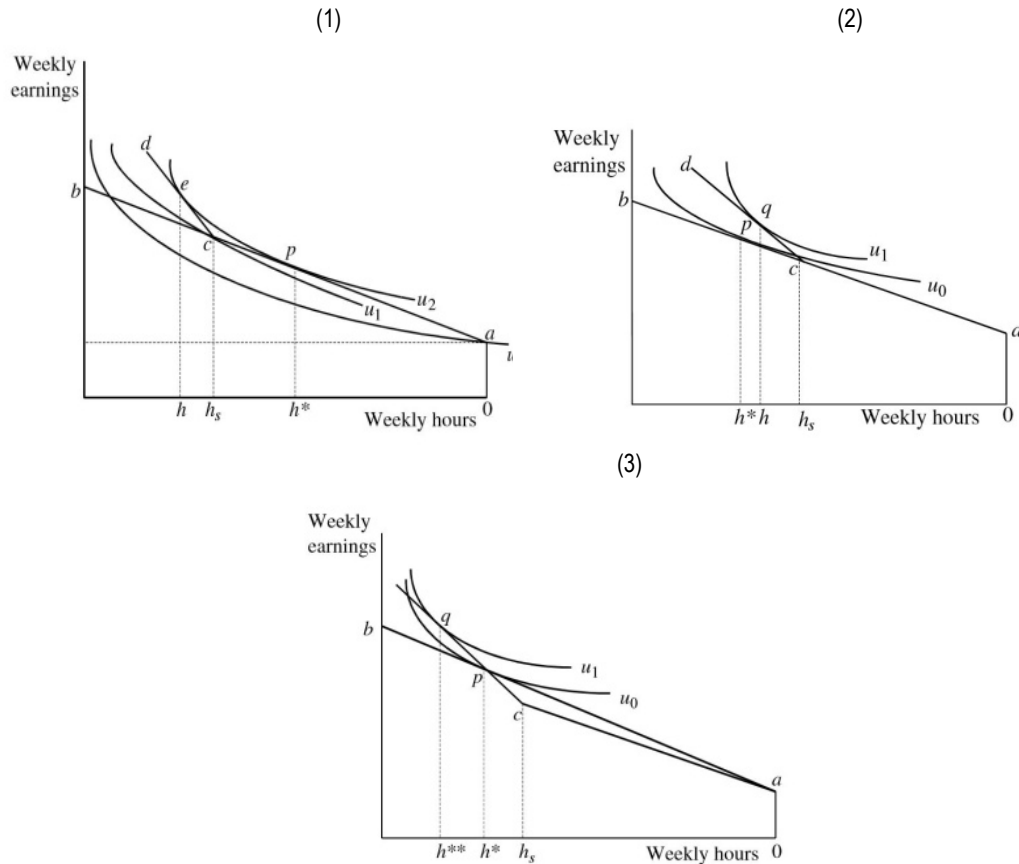 (1)
(2)
Weekly
earnings
d
b
e
c
p
u₂
u₁
a
h
hₛ
h*
Weekly hours
0
Weekly
earnings
d
b
q
p
c
u₁
u₀
h*
h
hₛ
Weekly hours
0
(3)
Weekly
earnings
b
q
p
c
u₁
u₀
a
h**
h*
hₛ
Weekly hours
0